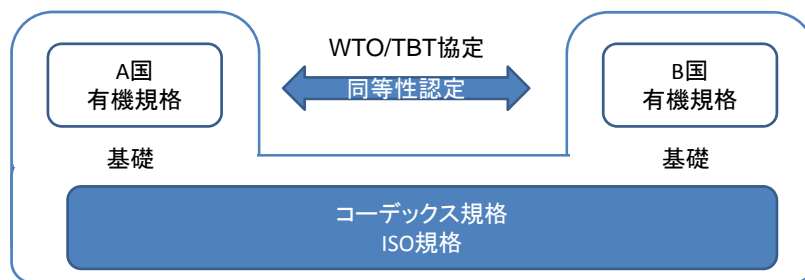 WTO/TBT協定
A国
有機規格
同等性認定
B国
有機規格
基礎
基礎
コーデックス規格
ISO規格